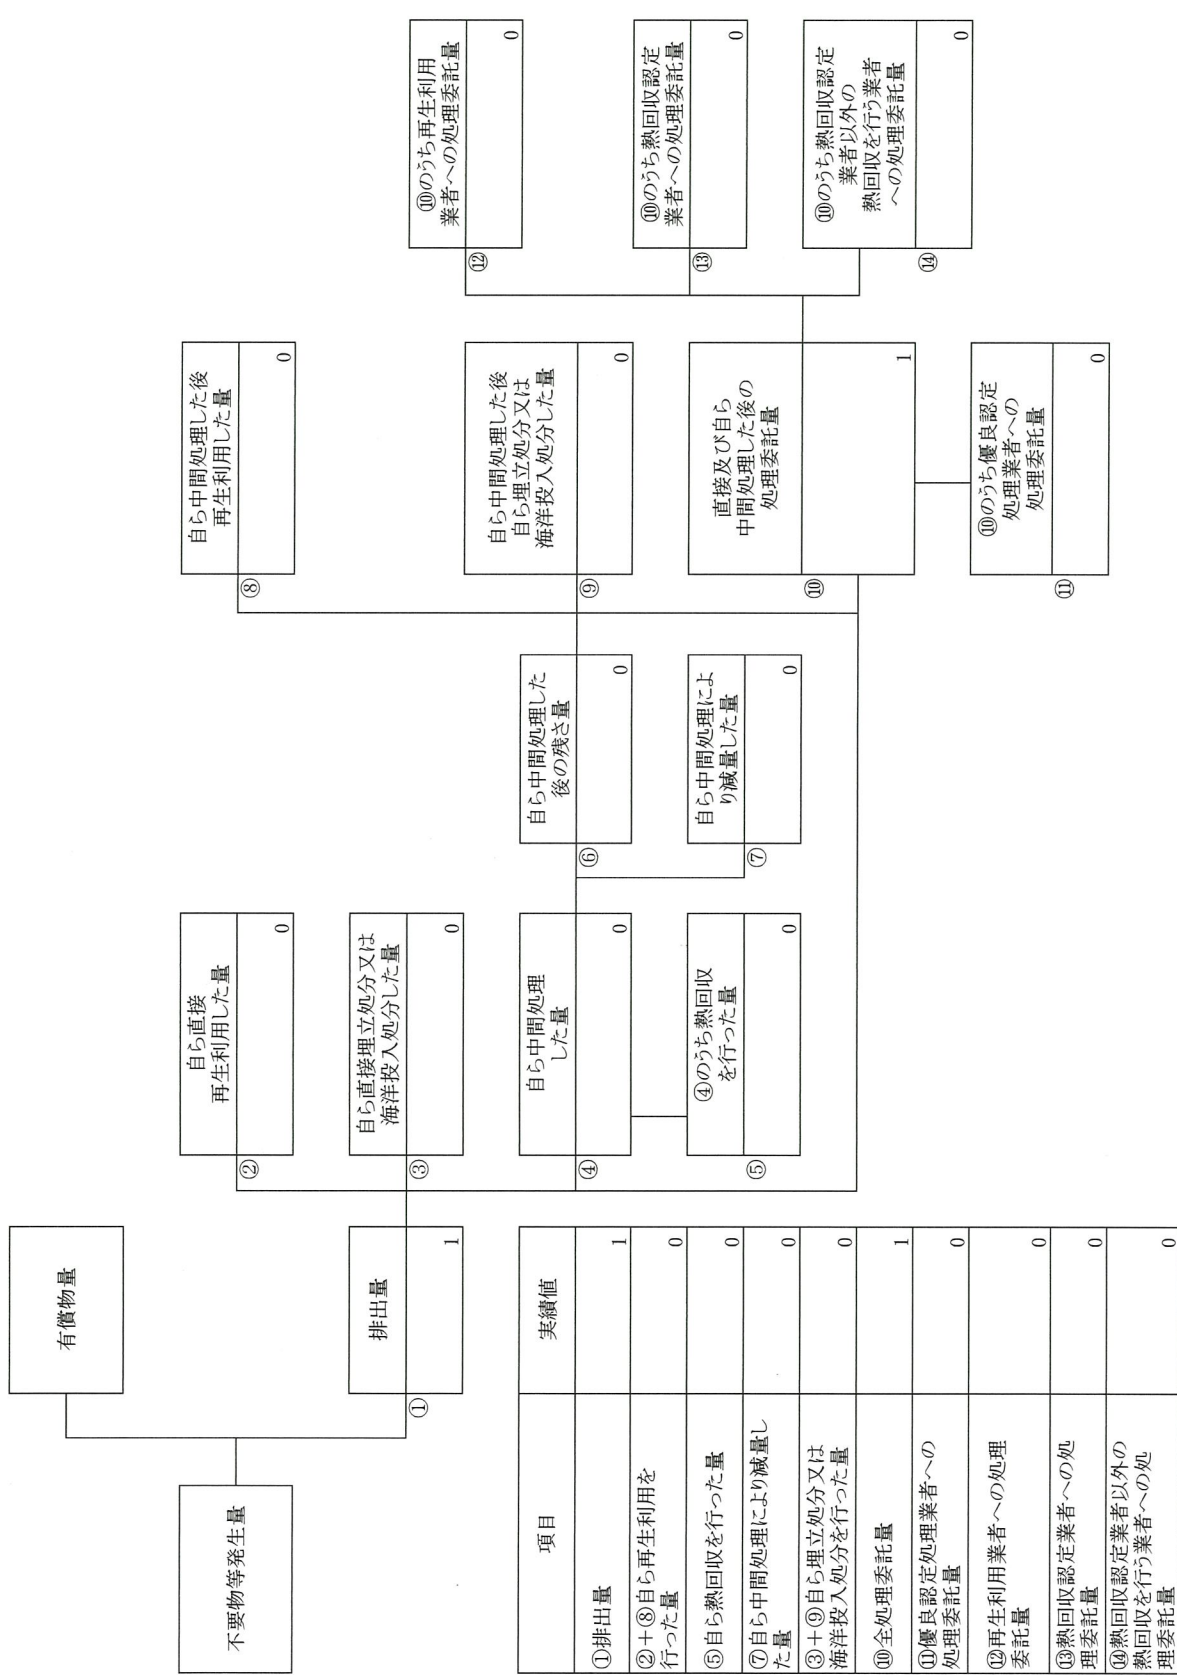 不要物等発生量
有償物量
①
排出量
1
②
自ら直接
再生利用した量
0
③
自ら直接埋立処分又は
海洋投入処分した量
0
④
自ら中間処理
した量
0
⑤
④のうち熱回収
を行った量
0
⑥
自ら中間処理した
後の残さ量
0
⑦
自ら中間処理によ
り減量した量
0
⑧
自ら中間処理した後
再生利用した量
0
⑨
自ら中間処理した後
自ら埋立処分又は
海洋投入処分した量
0
⑩
直接及び自ら
中間処理した後の
処理委託量
1
⑪
⑩のうち優良認定
処理業者への
処理委託量
0
⑫
⑩のうち再生利用
業者への処理委託量
0
⑬
⑩のうち熱回収認定
業者への処理委託量
0
⑭
⑩のうち熱回収認定
業者以外の
熱回収を行う業者
への処理委託量
0
項目 実績値
①排出量 1
②+⑧自ら再生利用を
行った量 0
⑤自ら熱回収を行った量 0
⑦自ら中間処理により減量し
た量 0
③+⑨自ら埋立処分又は
海洋投入処分を行った量 0
⑩全処理委託量 1
⑪優良認定処理業者への
処理委託量 0
⑫再生利用業者への処理
委託量 0
⑬熱回収認定業者への処
理委託量 0
⑭熱回収認定業者以外の
熱回収を行う業者への処
理委託量 0